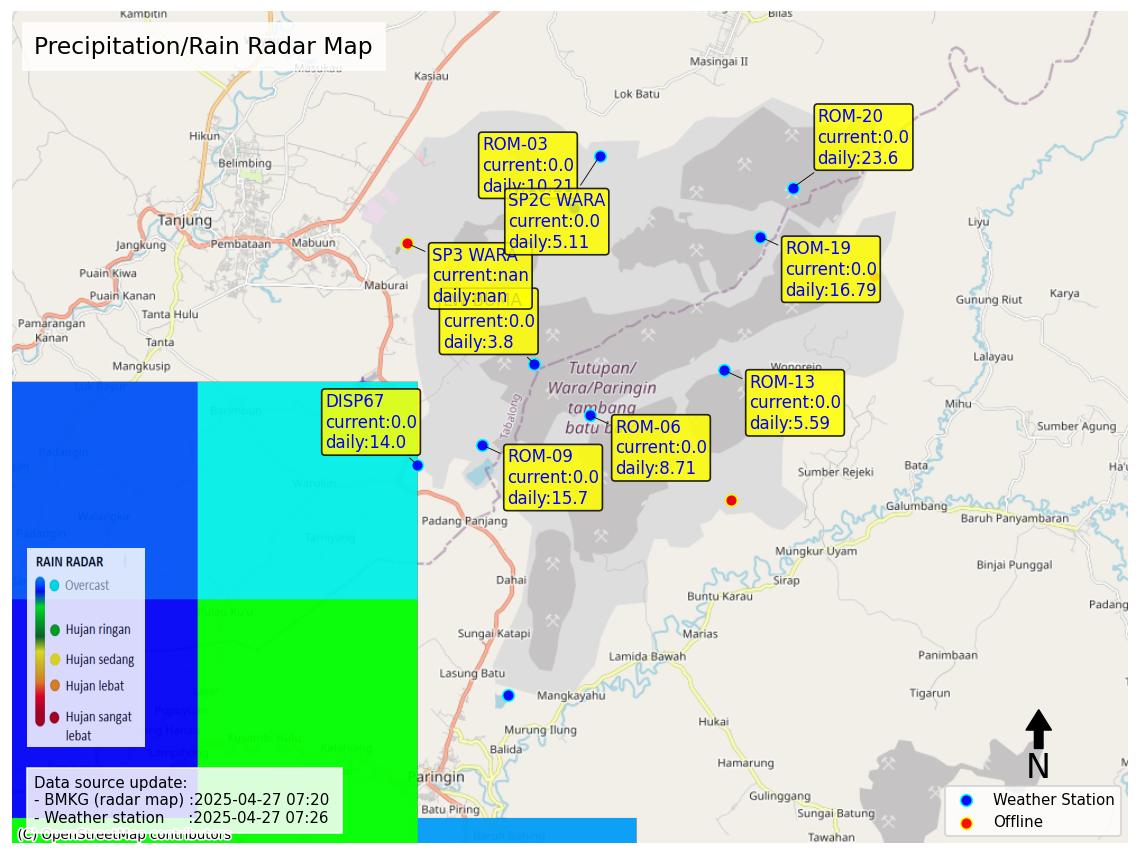 Kambitin
Bilas
Precipitation/Rain Radar Map
Masukau
Masingai II
Kasiau
Lok Batu
Hikun
Belimbing
ROM-20
current:0.0
daily:23.6
ROM-03
current:0.0
daily:10.21
SP2C WARA
current:0.0
daily:5.11
Tanjung
Jangkung
Pembataan
Mabuun
Liyu
ROM-19
current:0.0
daily:16.79
SP3 WARA
current:nan
daily:nan
Puain Kiwa
Maburai
Puain Kanan
Tanta Hulu
Gunung Riut
Karya
current:0.0
daily:3.8
Pamarangan
Kanan
Tanta
Mangkusip
Lalayau
Wonorejo
Tutupan/
Wara/Paringin
tambang
batu b
Tabalong
ROM-13
current:0.0
daily:5.59
DISP67
current:0.0
daily:14.0
ROM-06
current:0.0
daily:8.71
ROM-09
current:0.0
daily:15.7
Mihu
Sumber Agung
Bata
Ha'u
Sumber Rejeki
Galumbang
Baruh Panyambaran
Padang Panjang
Mungkur Uyam
Binjai Punggal
Dahai
Sirap
Buntu Karau
Padang
RAIN RADAR
Overcast
Hujan ringan
Hujan sedang
Hujan lebat
Hujan sangat
lebat
Sungai Katapi
Marias
Lamida Bawah
Panimbaan
Lasung Batu
Mangkayahu
Tigarun
Murung Ilung
Hukai
Balida
Hamarung
Paringin
N
Gulinggang
Batu Piring
Sungai Batung
Tawahan
Data source update:
- BMKG (radar map) :2025-04-27 07:20
- Weather station :2025-04-27 07:26
(C) OpenStreetMap contributors
Weather Station
Offline